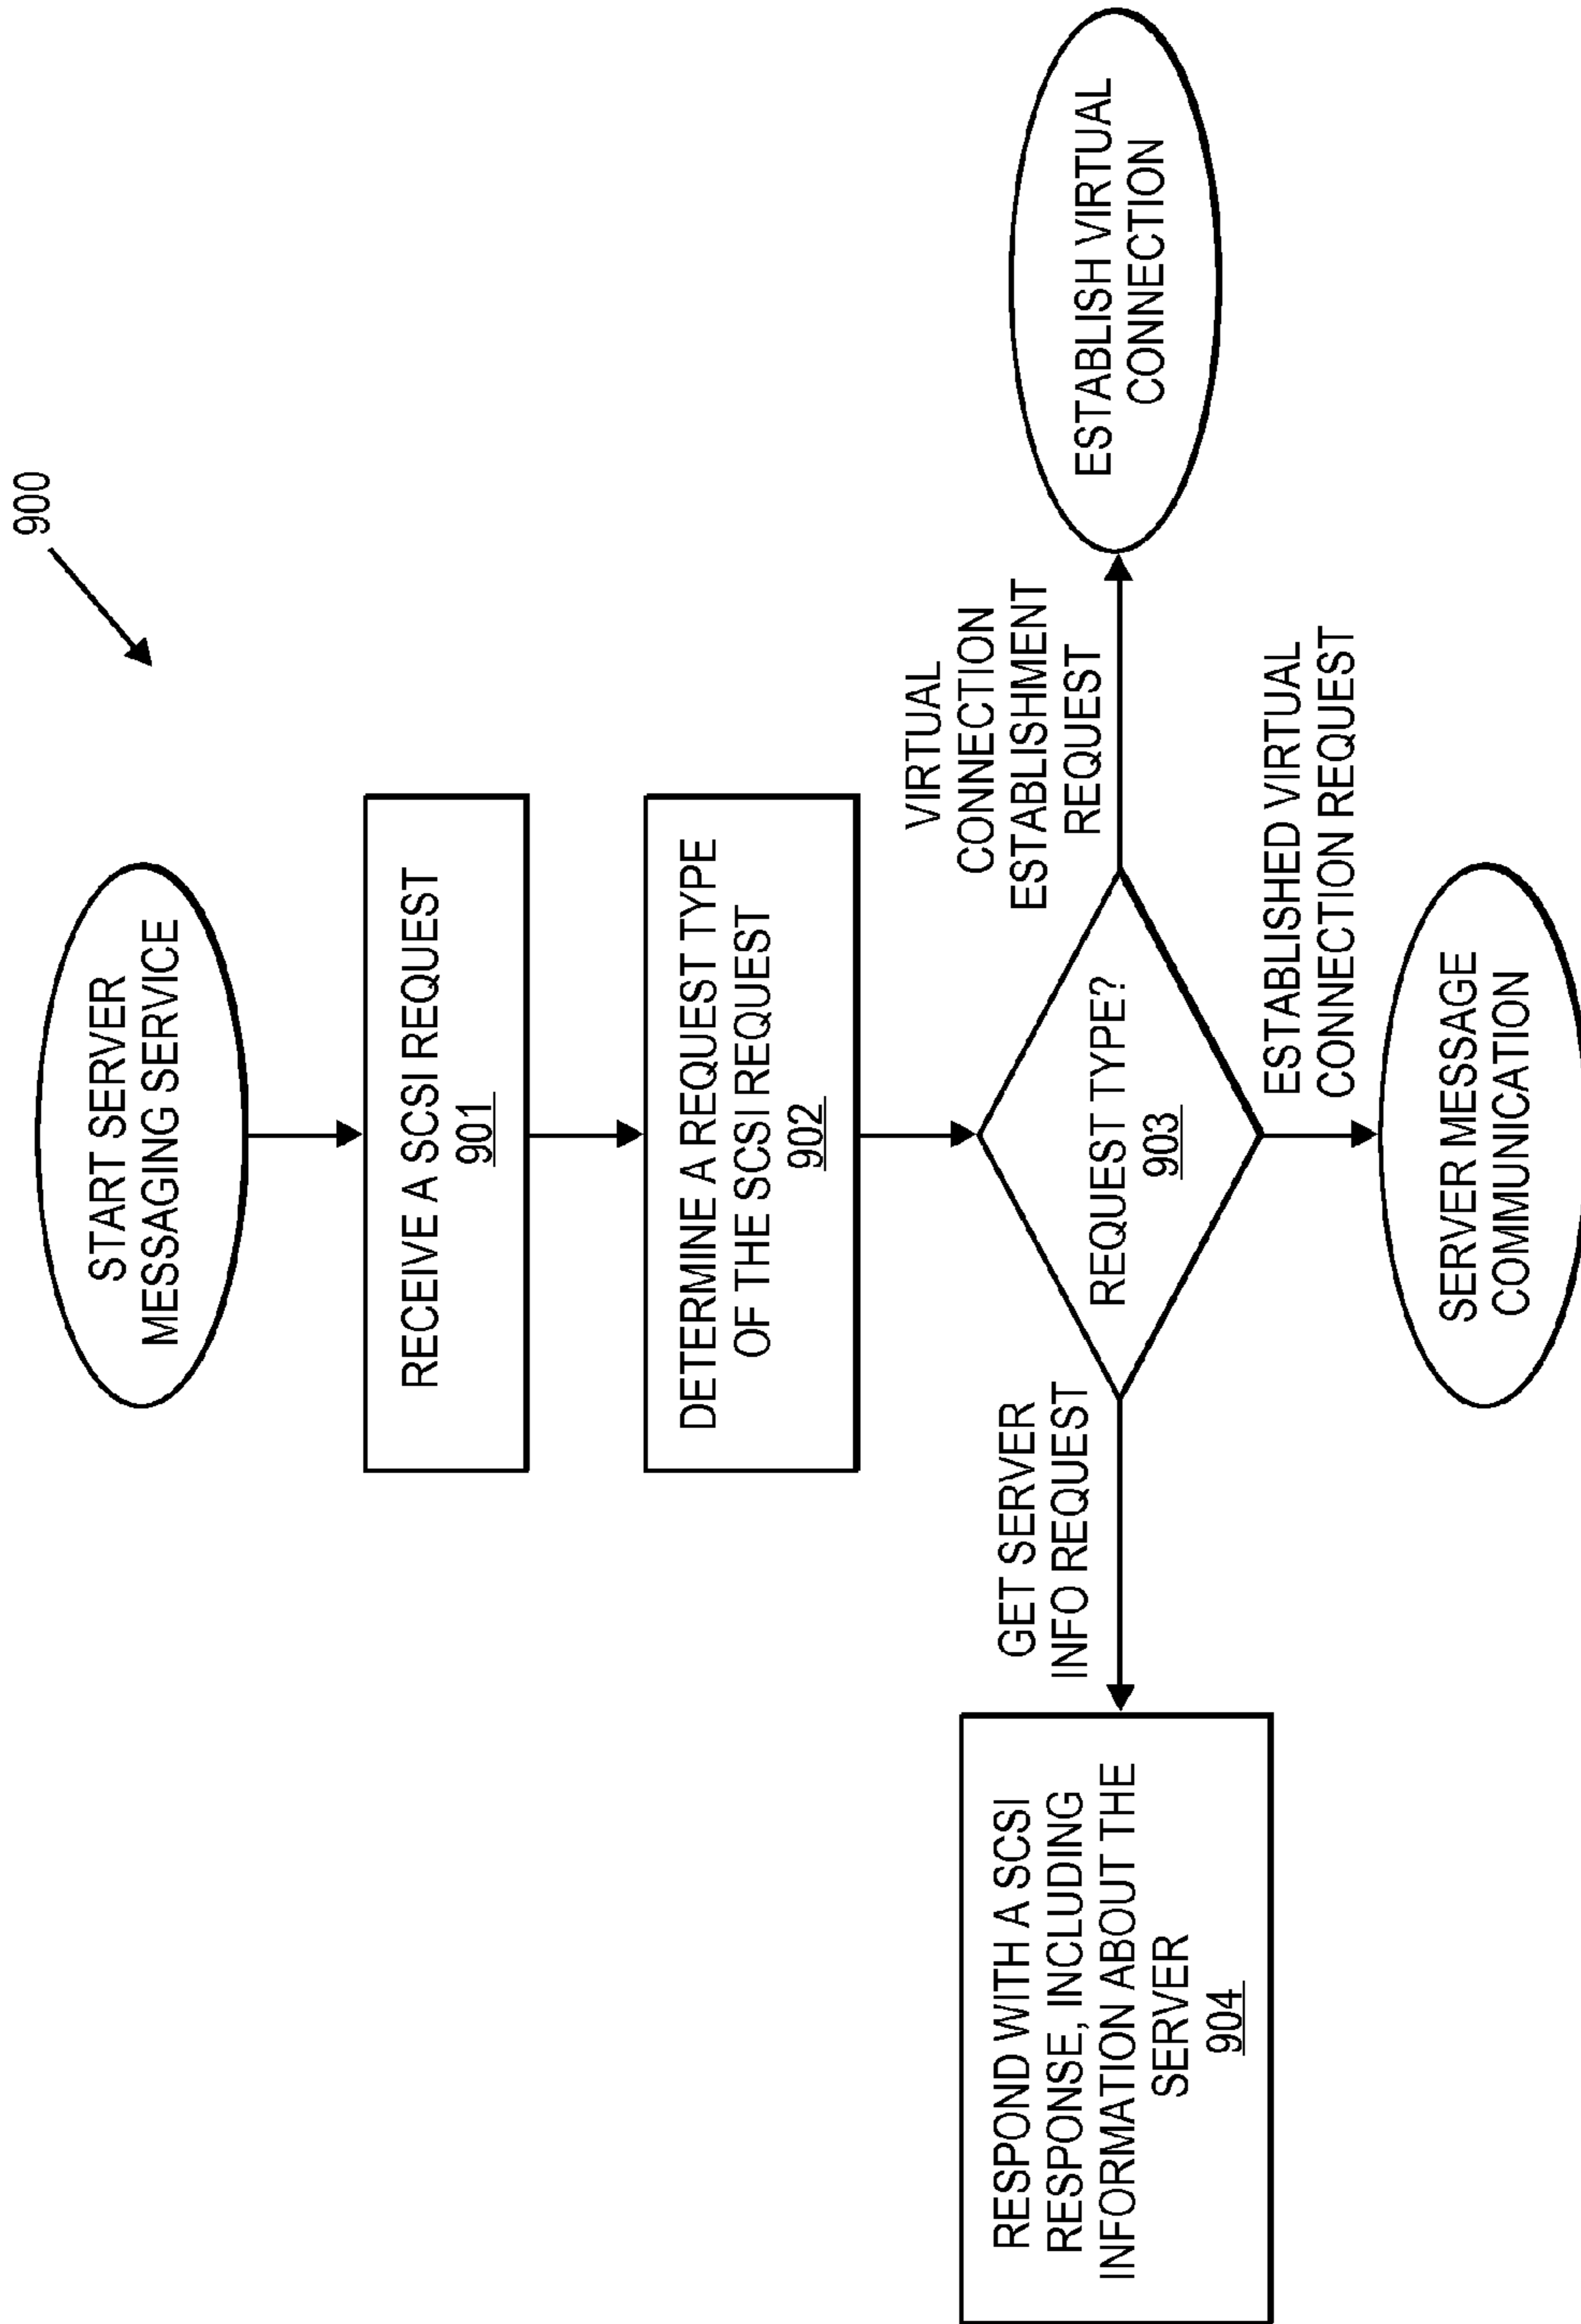 900
START SERVER
MESSAGING SERVICE
RECEIVE A SCSI REQUEST
901
DETERMINE A REQUEST TYPE
OF THE SCSI REQUEST
902
REQUEST TYPE?
903
GET SERVER
INFO REQUEST
RESPOND WITH A SCSI
RESPONSE, INCLUDING
INFORMATION ABOUT THE
SERVER
904
VIRTUAL
CONNECTION
ESTABLISHMENT
REQUEST
ESTABLISH VIRTUAL
CONNECTION
ESTABLISHED VIRTUAL
CONNECTION REQUEST
SERVER MESSAGE
COMMUNICATION